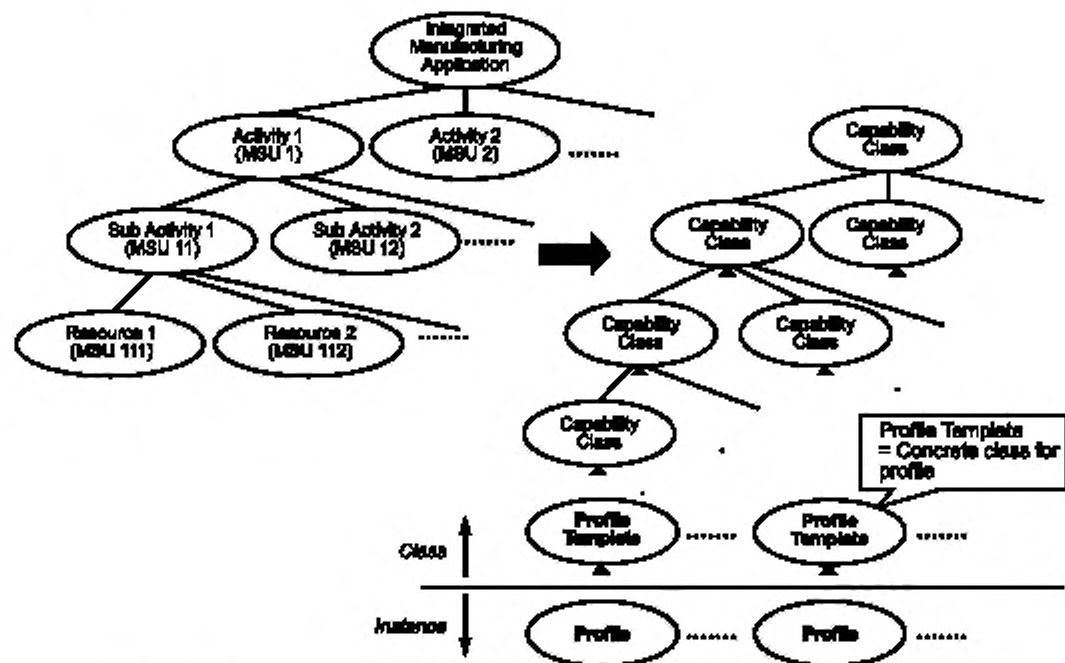 Integrated
Manufacturing
Application
Activity 1
(MSU 1)
Activity 2
(MSU 2)
Capability
Class
Sub Activity 1
(MSU 11)
Sub Activity 2
(MSU 12)
Capability
Class
Capability
Class
Resource 1
(MSU 111)
Resource 2
(MSU 112)
Capability
Class
Capability
Class
Capability
Class
Profile Template
= Concrete class for
profile
Profile
Template
Profile
Template
Class
Instance
Profile
Profile